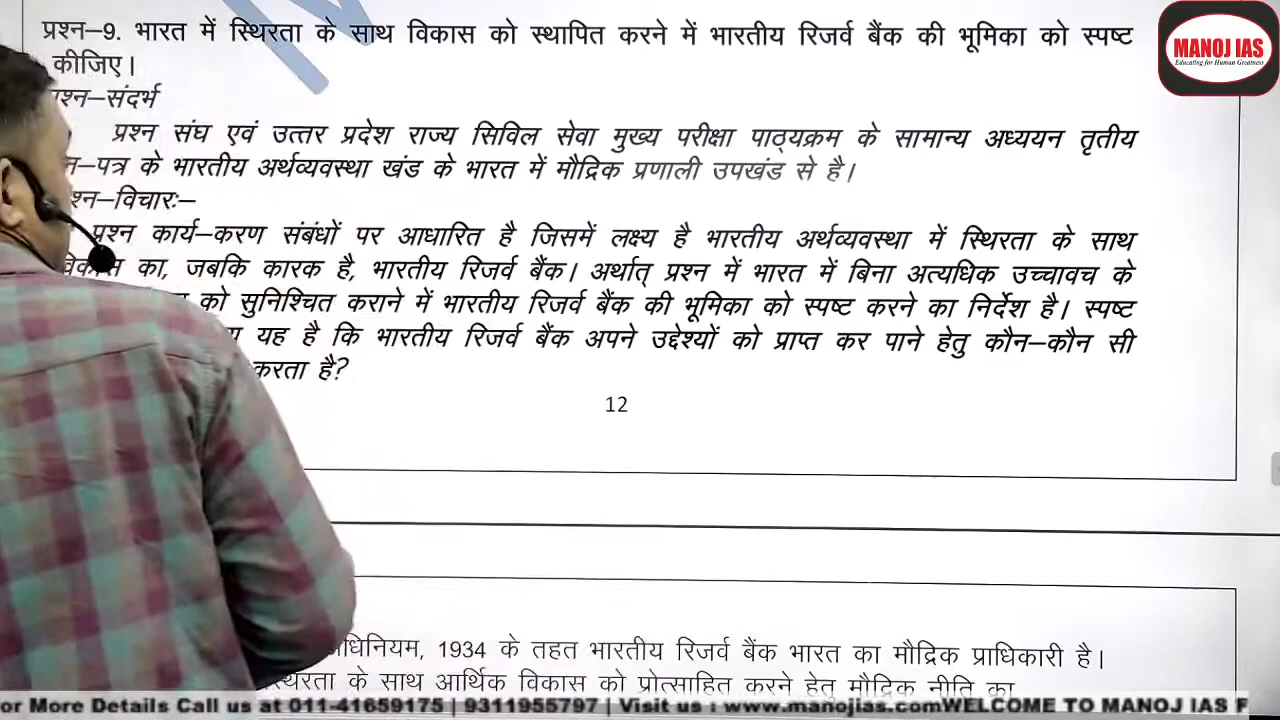 प्रश्न–9. भारत में स्थिरता के साथ विकास को स्थापित करने में भारतीय रिजर्व बैंक की भूमिका को स्पष्ट
कीजिए।
प्रश्न–संदर्भ
प्रश्न संघ एवं उत्तर प्रदेश राज्य सिविल सेवा मुख्य परीक्षा पाठ्यक्रम के सामान्य अध्ययन तृतीय
न–पत्र के भारतीय अर्थव्यवस्था खंड के भारत में मौद्रिक प्रणाली उपखंड से है।
श्न–विचारः–
प्रश्न कार्य–करण संबंधों पर आधारित है जिसमें लक्ष्य है भारतीय अर्थव्यवस्था में स्थिरता के साथ
विकास का, जबकि कारक है, भारतीय रिजर्व बैंक। अर्थात् प्रश्न में भारत में बिना अत्यधिक उच्चावच के
को सुनिश्चित कराने में भारतीय रिजर्व बैंक की भूमिका को स्पष्ट करने का निर्देश है। स्पष्ट
यह है कि भारतीय रिजर्व बैंक अपने उद्देश्यों को प्राप्त कर पाने हेतु कौन–कौन सी
करता है?
12
धिनियम, 1934 के तहत भारतीय रिजर्व बैंक भारत का मौद्रिक प्राधिकारी है।
स्थिरता के साथ आर्थिक विकास को प्रोत्साहित करने हेतु मौद्रिक नीति का
MANOJ IAS
Educating for Human Greatness
or More Details Call us at 011-41659175 | 9311955797 | Visit us : www.manojias.comWELCOME TO MANOJ IAS F